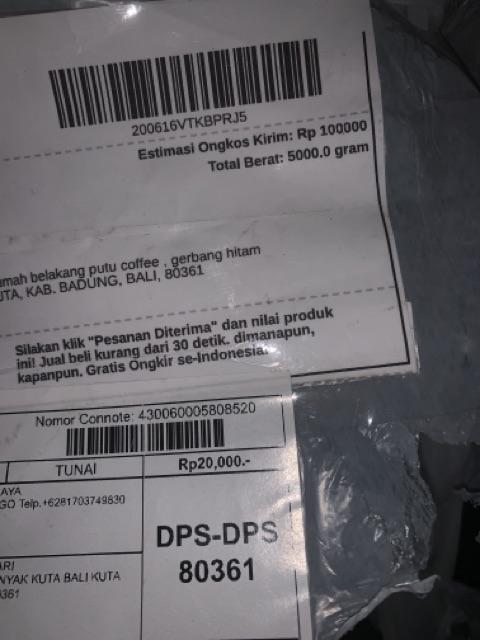 200616VTKBPRJ5
Estimasi Ongkos Kirim: Rp 100000
Total Berat: 5000.0 gram
umah belakang putu coffee , gerbang hitam
UTA, KAB. BADUNG, BALI, 80361
Silakan klik "Pesanan Diterima" dan nilai produk
ini! Jual beli kurang dari 30 detik. dimanapun,
kapanpun. Gratis Ongkir se-Indonesia.
Nomor Connote: 430060005808520
TUNAI
Rp20,000.-
AYA
GO Telp.+6281703749830
DPS-DPS
80361
ARI
NYAK KUTA BALI KUTA
0361